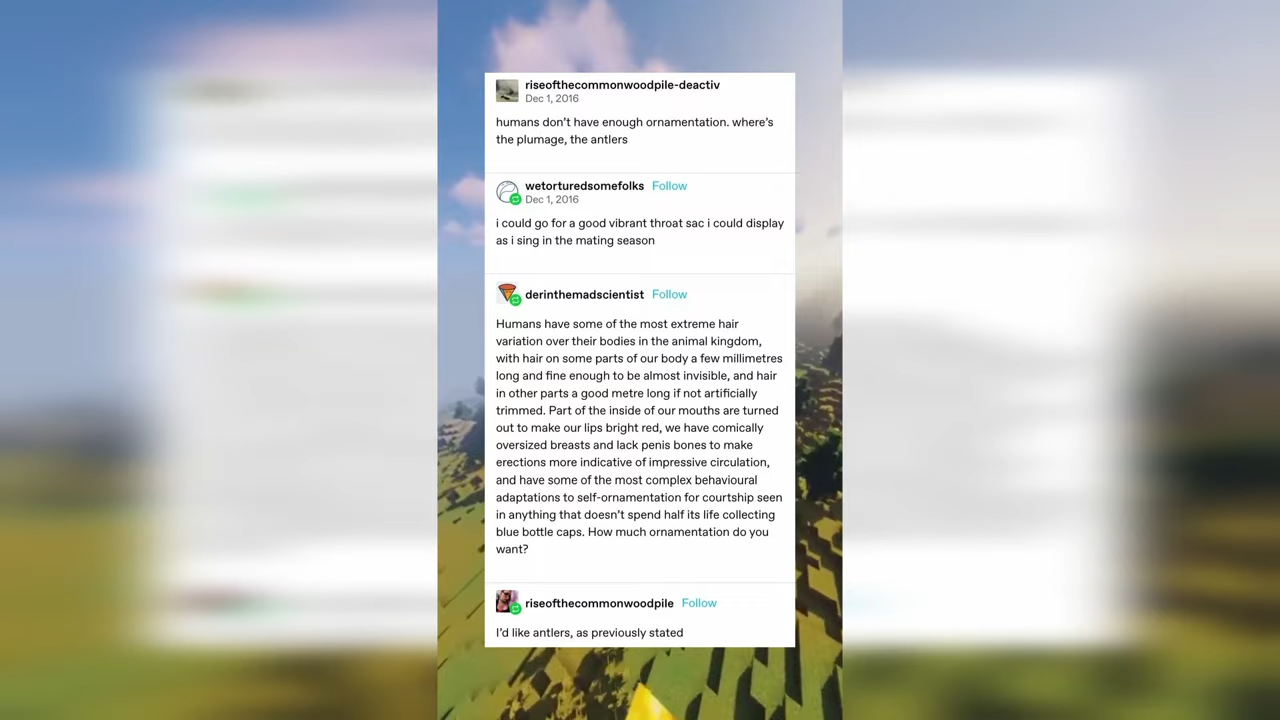 riseofthecommonwoodpile-deactiv
Dec 1, 2016
humans don’t have enough ornamentation. where’s
the plumage, the antlers
wetorturedsomefolks Follow
Dec 1, 2016
i could go for a good vibrant throat sac i could display
as i sing in the mating season
derinthemadscientist Follow
Humans have some of the most extreme hair
variation over their bodies in the animal kingdom,
with hair on some parts of our body a few millimetres
long and fine enough to be almost invisible, and hair
in other parts a good metre long if not artificially
trimmed. Part of the inside of our mouths are turned
out to make our lips bright red, we have comically
oversized breasts and lack penis bones to make
erections more indicative of impressive circulation,
and have some of the most complex behavioural
adaptations to self-ornamentation for courtship seen
in anything that doesn’t spend half its life collecting
blue bottle caps. How much ornamentation do you
want?
riseofthecommonwoodpile Follow
I’d like antlers, as previously stated